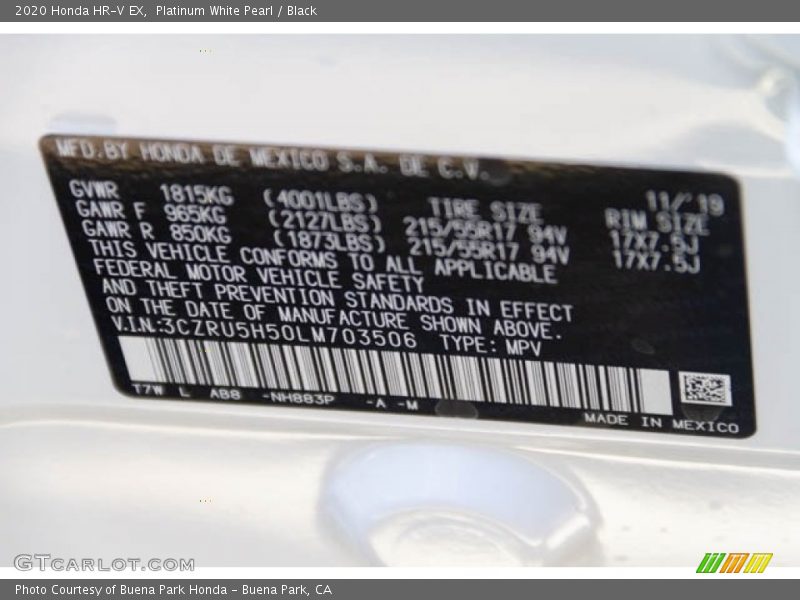 2020 Honda HR-V EX, Platinum White Pearl / Black
MFD.BY HONDA DE MEXICO S.A. DE C.V.
11/'19
GVWR 1815KG (4001LBS) TIRE SIZE RIM SIZE
GAWR F 965KG (2127LBS) 215/55R17 94V 17X7.5J
GAWR R 850KG (1873LBS) 215/55R17 94V 17X7.5J
THIS VEHICLE CONFORMS TO ALL APPLICABLE
FEDERAL MOTOR VEHICLE SAFETY
AND THEFT PREVENTION STANDARDS IN EFFECT
ON THE DATE OF MANUFACTURE SHOWN ABOVE.
V.I.N:3CZRU5H50LM703506 TYPE: MPV
T7W L AB8 -NH883P -A -M
MADE IN MEXICO
GTCARLOT.COM
Photo Courtesy of Buena Park Honda - Buena Park, CA